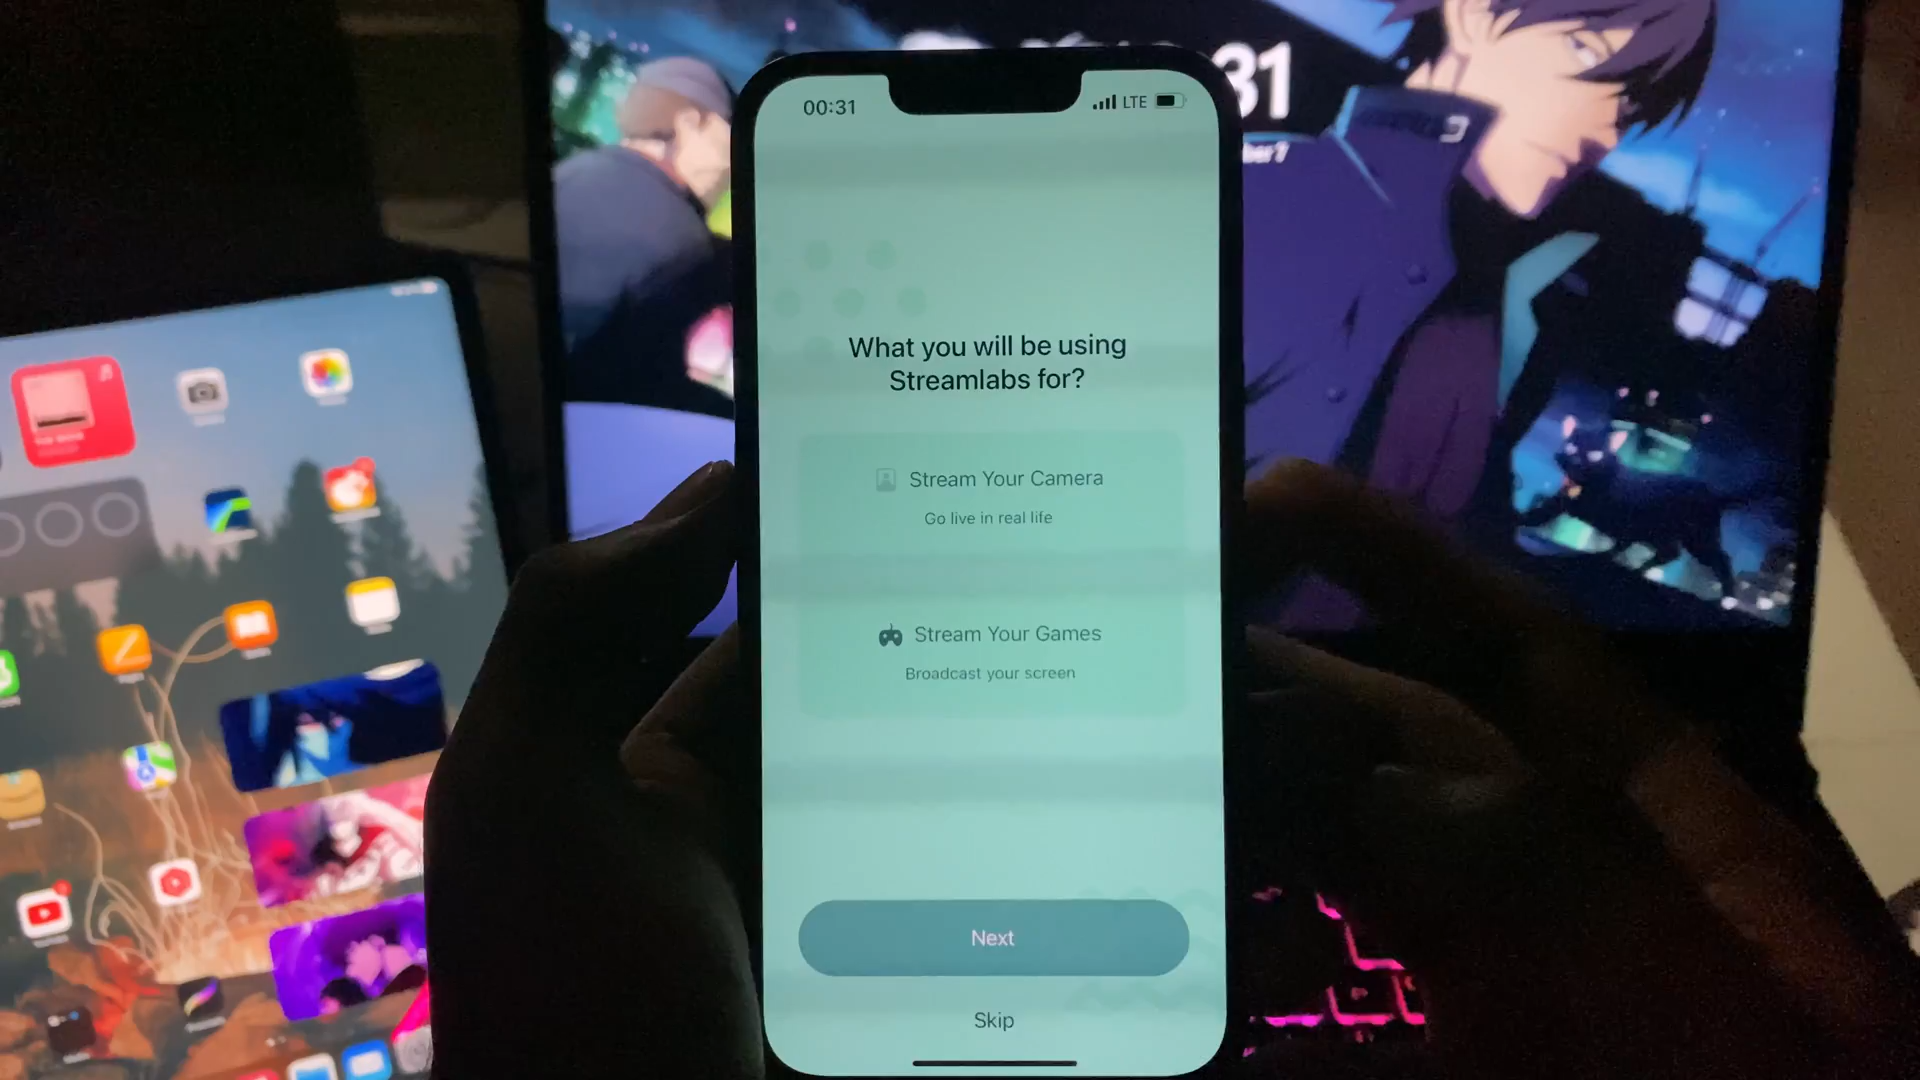 31
00:31
LTE
What you will be using
Streamlabs for?
Stream Your Camera
Go live in real life
Stream Your Games
Broadcast your screen
Next
Skip